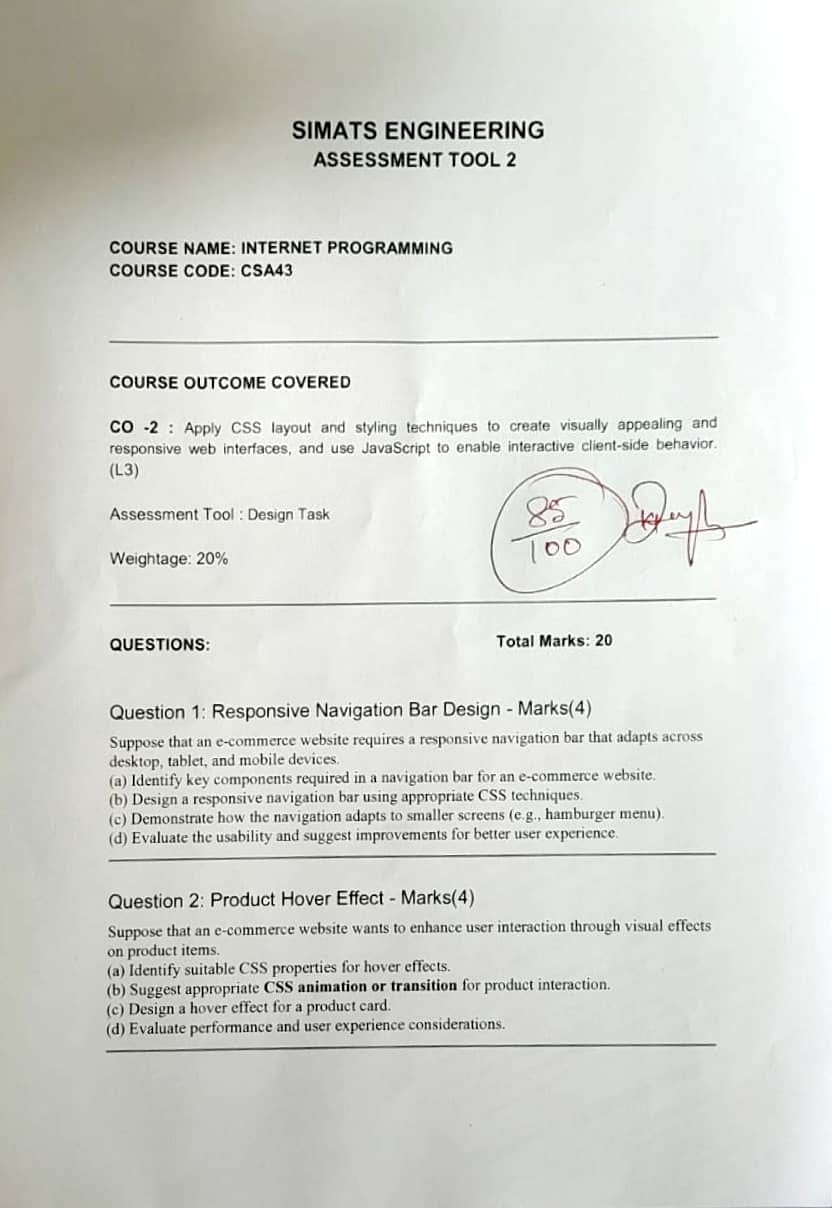 SIMATS ENGINEERING
ASSESSMENT TOOL 2
COURSE NAME: INTERNET PROGRAMMING
COURSE CODE: CSA43
COURSE OUTCOME COVERED
CO -2 : Apply CSS layout and styling techniques to create visually appealing and
responsive web interfaces, and use JavaScript to enable interactive client-side behavior.
(L3)
85
100
Assessment Tool : Design Task
Weightage: 20%
QUESTIONS:
Total Marks: 20
Question 1: Responsive Navigation Bar Design - Marks(4)
Suppose that an e-commerce website requires a responsive navigation bar that adapts across
desktop, tablet, and mobile devices.
(a) Identify key components required in a navigation bar for an e-commerce website.
(b) Design a responsive navigation bar using appropriate CSS techniques.
(c) Demonstrate how the navigation adapts to smaller screens (e.g., hamburger menu).
(d) Evaluate the usability and suggest improvements for better user experience.
Question 2: Product Hover Effect - Marks(4)
Suppose that an e-commerce website wants to enhance user interaction through visual effects
on product items.
(a) Identify suitable CSS properties for hover effects.
(b) Suggest appropriate CSS animation or transition for product interaction.
(c) Design a hover effect for a product card.
(d) Evaluate performance and user experience considerations.